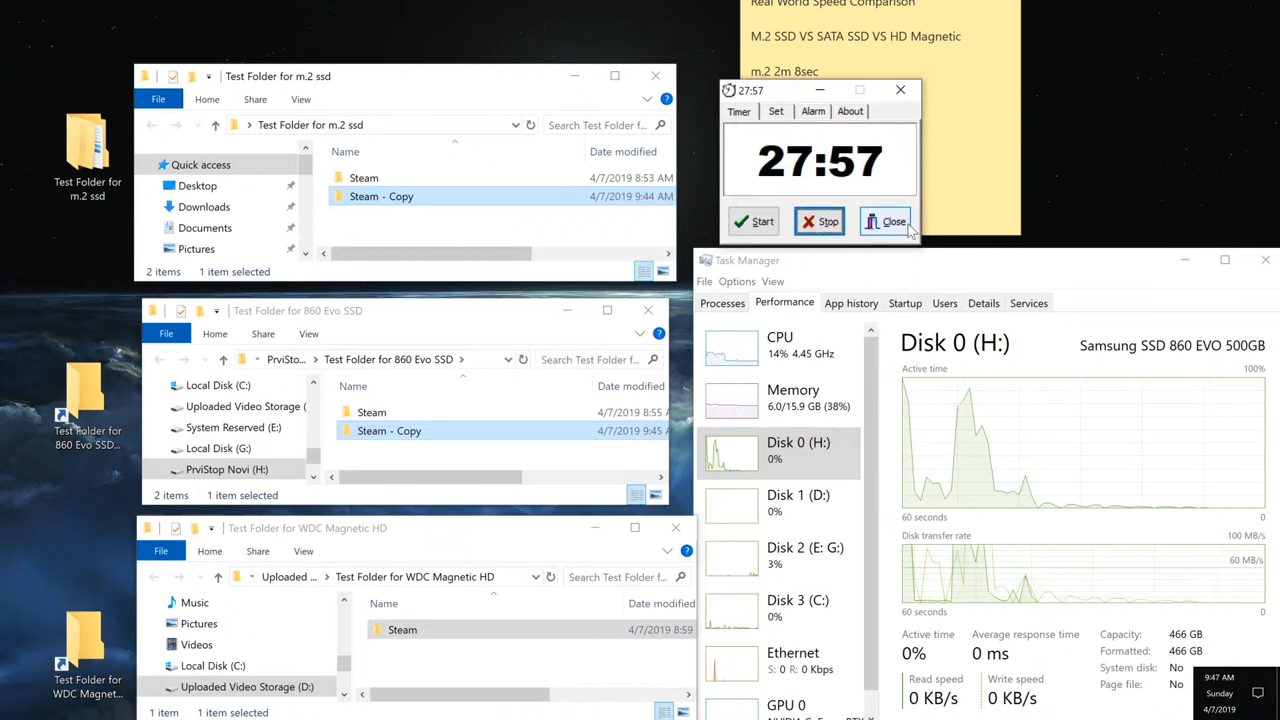 Real World Speed Comparison
M.2 SSD VS SATA SSD VS HD Magnetic
m.2 2m 8sec
Test Folder for m.2 ssd
File Home Share View
Test Folder for m.2 ssd
Search Test Folder f...
Quick access
Desktop
Downloads
Documents
Pictures
Name Date modified
Steam 4/7/2019 8:53 AM
Steam - Copy 4/7/2019 9:44 AM
2 items 1 item selected
27:57
Timer Set Alarm About
27:57
Start Stop Close
Test Folder for
m.2 ssd
Test Folder for 860 Evo SSD
File Home Share View
PrviSto... Test Folder for 860 Evo SSD
Search Test Folder f...
Local Disk (C:)
Uploaded Video Storage (
System Reserved (E:)
Local Disk (G:)
PrviStop Novi (H:)
Name Date modified
Steam 4/7/2019 8:55
Steam - Copy 4/7/2019 9:45
2 items 1 item selected
Test Folder for
860 Evo SSD...
Test Folder for WDC Magnetic HD
File Home Share View
Uploaded ... Test Folder for WDC Magnetic HD
Search Test Folder f...
Music
Pictures
Videos
Local Disk (C:)
Uploaded Video Storage (D:)
Name Date modified
Steam 4/7/2019 8:59
1 item 1 item selected
Test Folder for
WDC Magnet...
Task Manager
File Options View
Processes Performance App history Startup Users Details Services
CPU
14% 4.45 GHz
Memory
6.0/15.9 GB (38%)
Disk 0 (H:)
0%
Disk 1 (D:)
0%
Disk 2 (E: G:)
3%
Disk 3 (C:)
0%
Ethernet
S: 0 R: 0 Kbps
GPU 0
Disk 0 (H:) Samsung SSD 860 EVO 500GB
Active time 100%
60 seconds 0%
Disk transfer rate 100 MB/s
60 MB/s
60 seconds 0
Active time Average response time
0% 0 ms
Read speed Write speed
0 KB/s 0 KB/s
Capacity: 466 GB
Formatted: 466 GB
System disk: No
Page file: No
9:47 AM
Sunday
4/7/2019